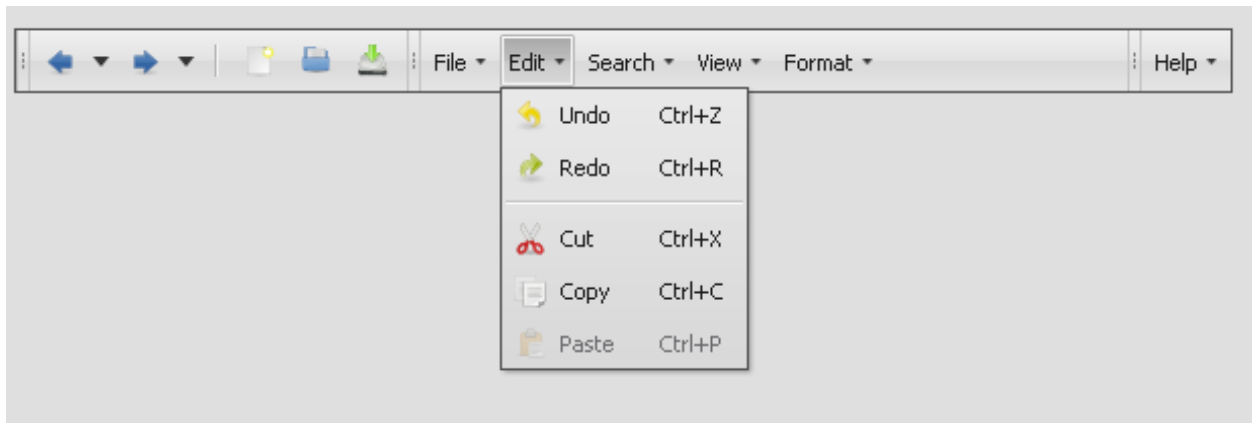 File Edit Search View Format Help
Undo Ctrl+Z
Redo Ctrl+R
Cut Ctrl+X
Copy Ctrl+C
Paste Ctrl+P